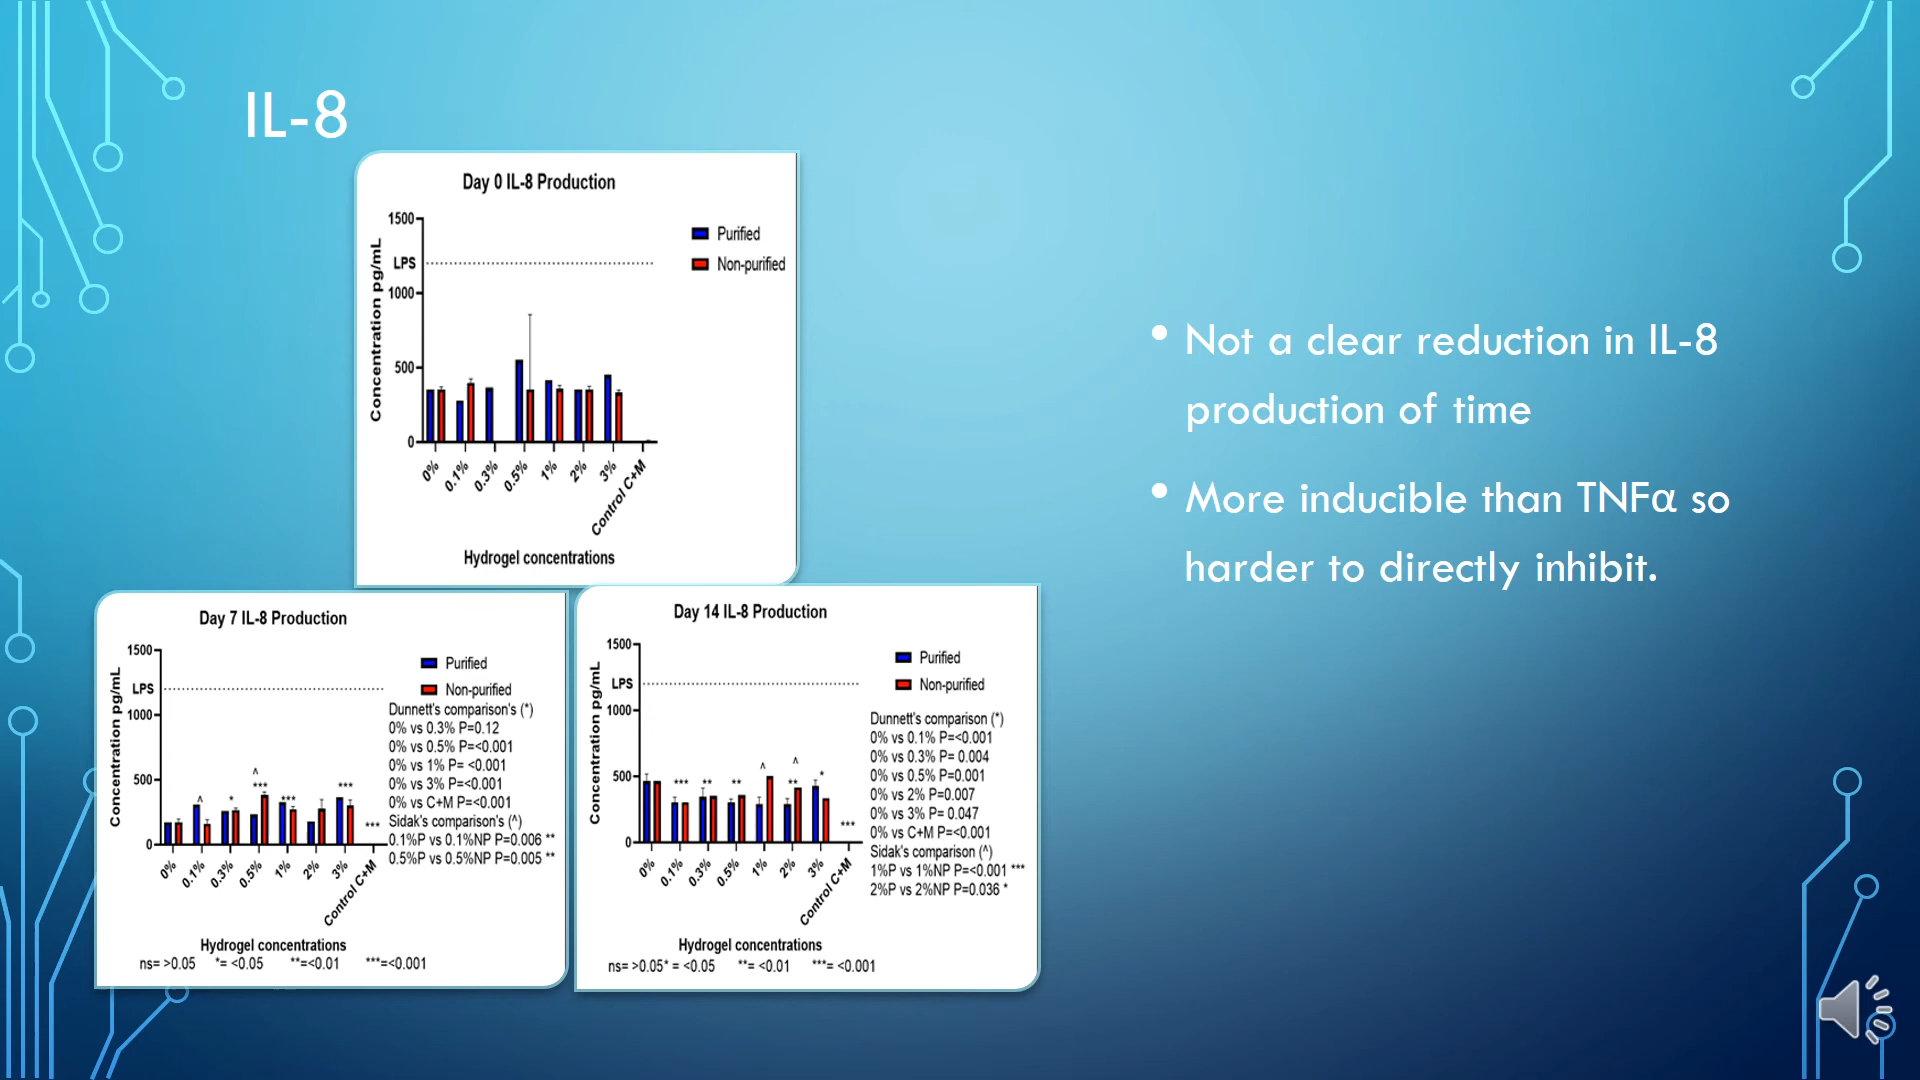 IL-8
Day 0 IL-8 Production
Concentration pg/mL
1500
LPS
1000
500
0
Purified
Non-purified
0%
0.1%
0.3%
0.5%
1%
2%
3%
Control C+M
Hydrogel concentrations
Day 7 IL-8 Production
Concentration pg/mL
1500
LPS
1000
500
0
Purified
Non-purified
^
*
^
***
***
***
***
Dunnett's comparison's (*)
0% vs 0.3% P=0.12
0% vs 0.5% P=<0.001
0% vs 1% P= <0.001
0% vs 3% P=<0.001
0% vs C+M P=<0.001
Sidak's comparison's (^)
0.1%P vs 0.1%NP P=0.006 **
0.5%P vs 0.5%NP P=0.005 **
0%
0.1%
0.3%
0.5%
1%
2%
3%
Control C+M
Hydrogel concentrations
ns= >0.05 *= <0.05 **=<0.01 ***=<0.001
Day 14 IL-8 Production
Concentration pg/mL
1500
LPS
1000
500
0
Purified
Non-purified
***
**
**
^
^
**
*
***
Dunnett's comparison (*)
0% vs 0.1% P=<0.001
0% vs 0.3% P= 0.004
0% vs 0.5% P=0.001
0% vs 2% P=0.007
0% vs 3% P= 0.047
0% vs C+M P=<0.001
Sidak's comparison (^)
1%P vs 1%NP P=<0.001 ***
2%P vs 2%NP P=0.036 *
0%
0.1%
0.3%
0.5%
1%
2%
3%
Control C+M
Hydrogel concentrations
ns= >0.05* = <0.05 **= <0.01 ***= <0.001
• Not a clear reduction in IL-8
production of time
• More inducible than TNFα so
harder to directly inhibit.